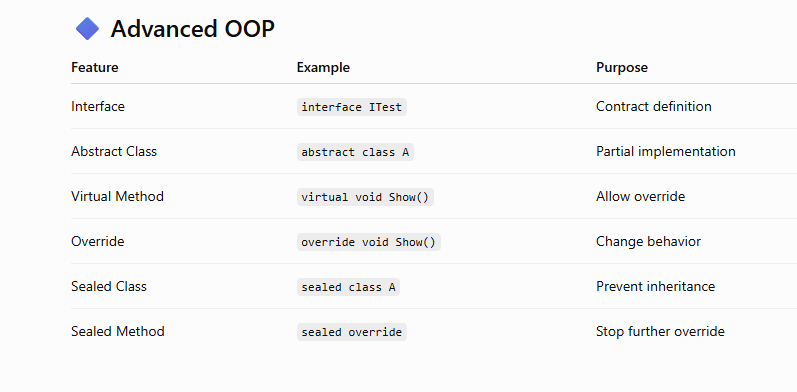 Advanced OOP
Feature Example Purpose
Interface interface ITest Contract definition
Abstract Class abstract class A Partial implementation
Virtual Method virtual void Show() Allow override
Override override void Show() Change behavior
Sealed Class sealed class A Prevent inheritance
Sealed Method sealed override Stop further override